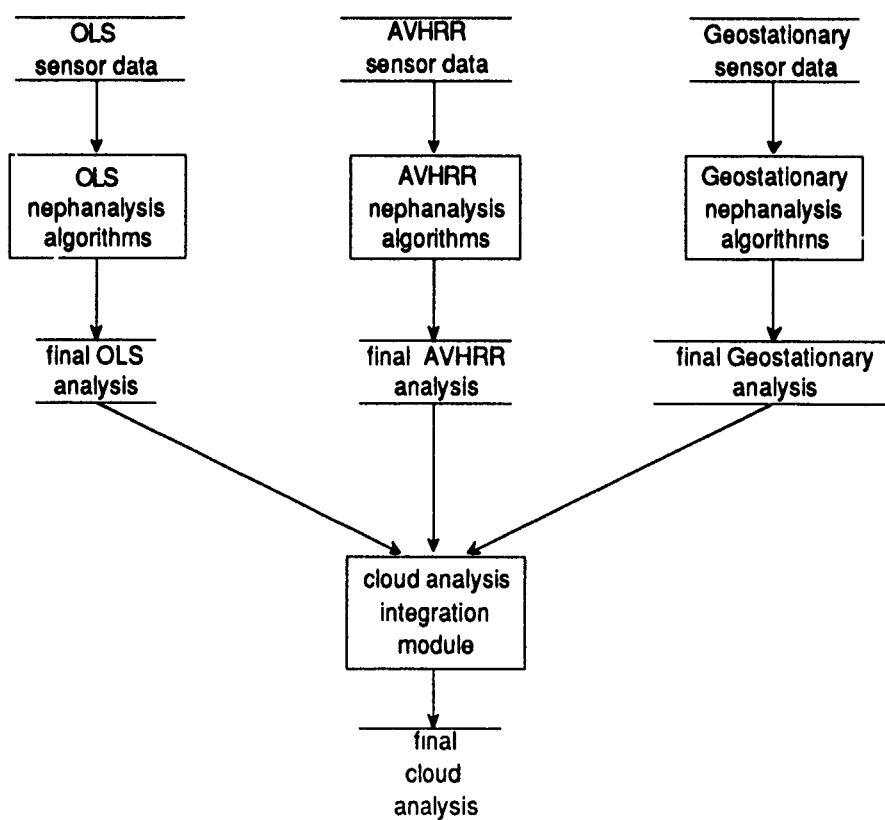 OLS
sensor data
AVHRR
sensor data
Geostationary
sensor data
OLS
nephanalysis
algorithms
AVHRR
nephanalysis
algorithms
Geostationary
nephanalysis
algorithms
final OLS
analysis
final AVHRR
analysis
final Geostationary
analysis
cloud analysis
integration
module
final
cloud
analysis